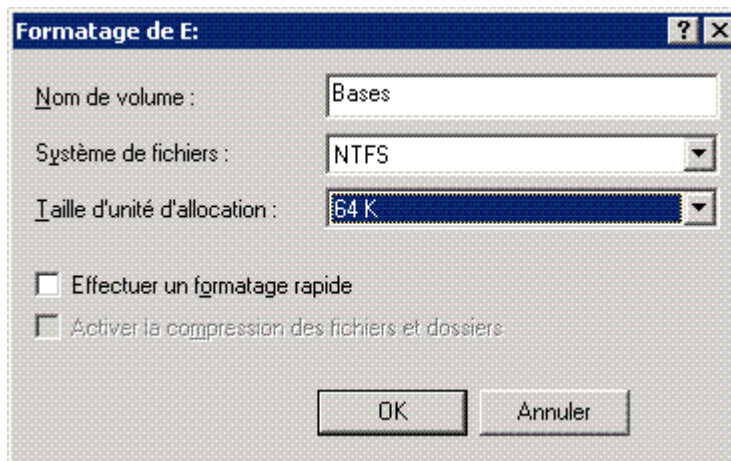 Formatage de E:
Nom de volume : Bases
Système de fichiers : NTFS
Taille d'unité d'allocation : 64 K
Effectuer un formatage rapide
Activer la compression des fichiers et dossiers
OK Annuler